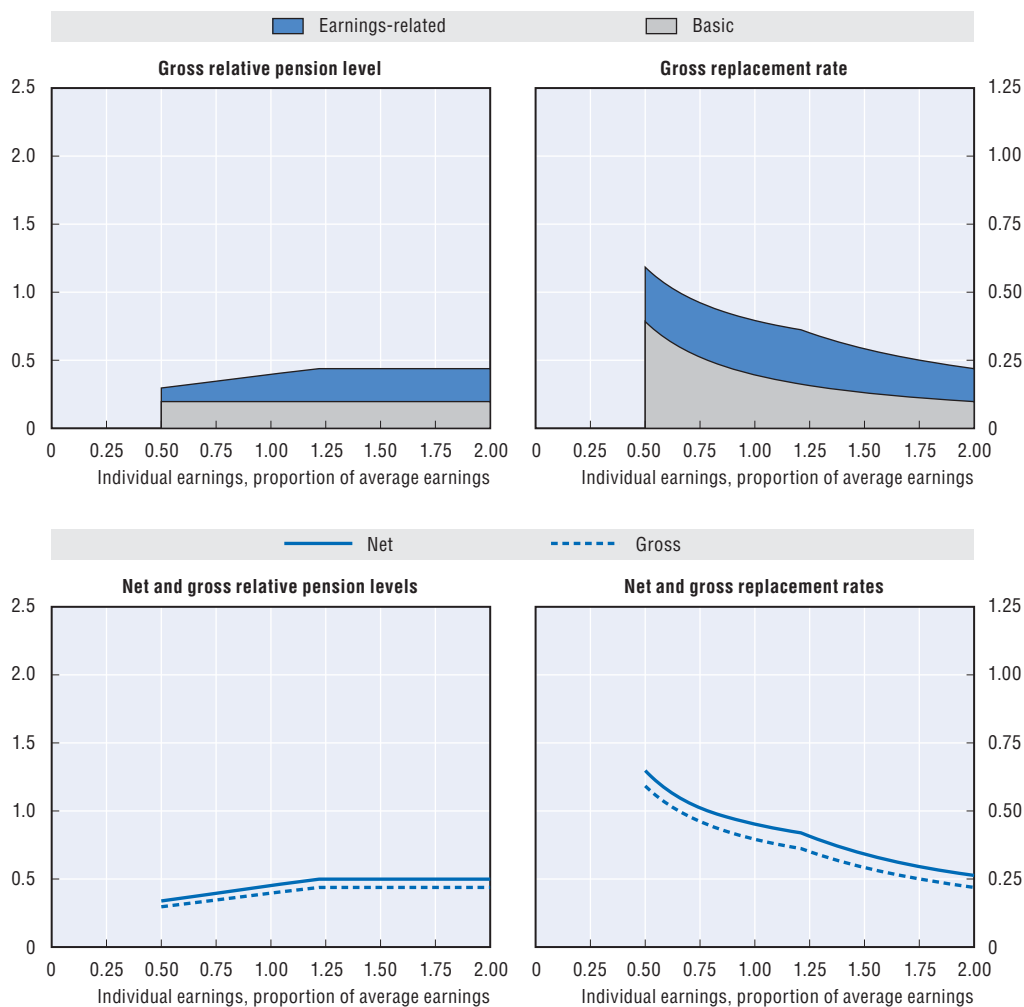 Earnings-related Basic
Gross relative pension level
2.5
2.0
1.5
1.0
0.5
0
0 0.25 0.50 0.75 1.00 1.25 1.50 1.75 2.00
Individual earnings, proportion of average earnings
Gross replacement rate
1.25
1.00
0.75
0.50
0.25
0
0 0.25 0.50 0.75 1.00 1.25 1.50 1.75 2.00
Individual earnings, proportion of average earnings
Net Gross
Net and gross relative pension levels
2.5
2.0
1.5
1.0
0.5
0
0 0.25 0.50 0.75 1.00 1.25 1.50 1.75 2.00
Individual earnings, proportion of average earnings
Net and gross replacement rates
1.25
1.00
0.75
0.50
0.25
0
0 0.25 0.50 0.75 1.00 1.25 1.50 1.75 2.00
Individual earnings, proportion of average earnings